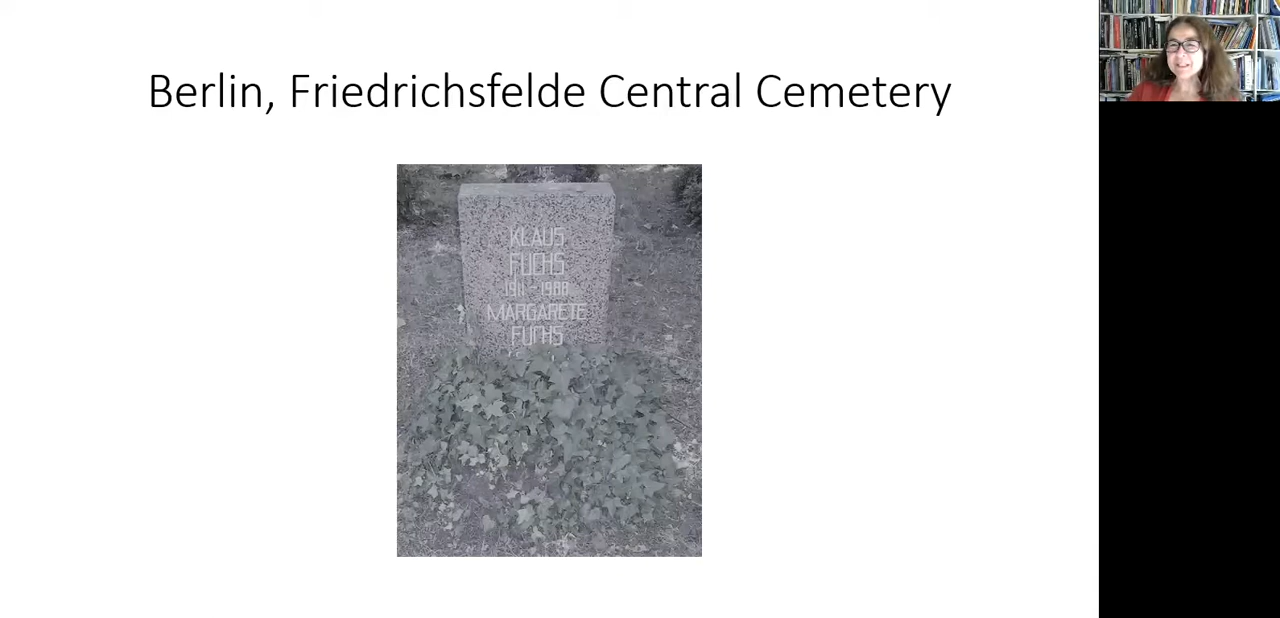 Berlin, Friedrichsfelde Central Cemetery
KLAUS
FUCHS
1911 – 1988
MARGARETE
FUCHS